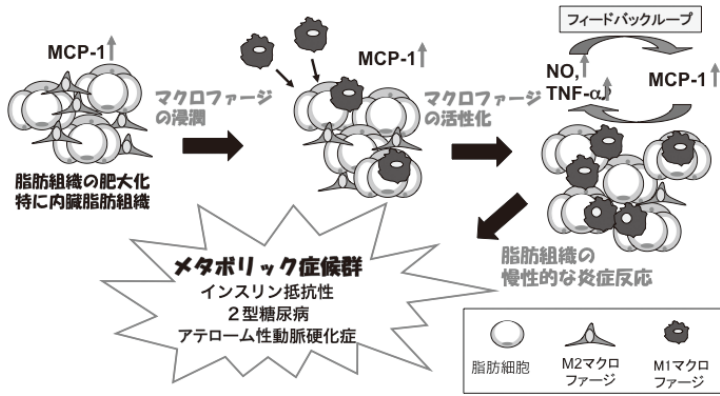 MCP-1↑
マクロファージ
の浸潤
脂肪組織の肥大化
特に内臓脂肪組織
MCP-1↑
マクロファージ
の活性化
フィードバックループ
NO,↑
TNF-α↑
MCP-1↑
脂肪組織の
慢性的な炎症反応
メタボリック症候群
インスリン抵抗性
２型糖尿病
アテローム性動脈硬化症
脂肪細胞
M2マクロ
ファージ
M1マクロ
ファージ